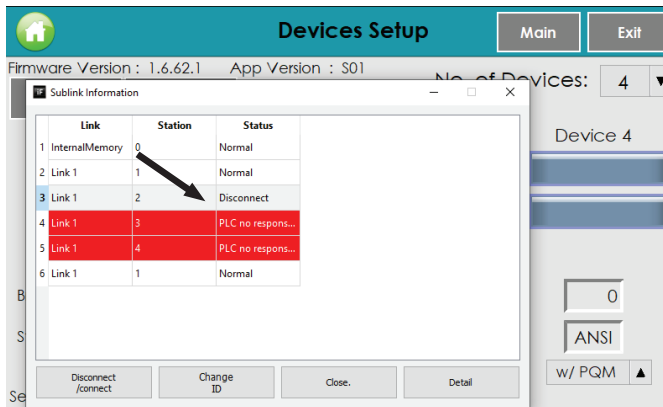 Devices Setup
Main
Exit
Firmware Version : 1.6.62.1 App Version : S01
No. of Devices:
4
Sublink Information
Link Station Status
1 InternalMemory 0 Normal
2 Link 1 1 Normal
3 Link 1 2 Disconnect
4 Link 1 3 PLC no respons...
5 Link 1 4 PLC no respons...
6 Link 1 1 Normal
Disconnect
/connect
Change
ID
Close.
Detail
Device 4
B
0
S
ANSI
w/ PQM
Se